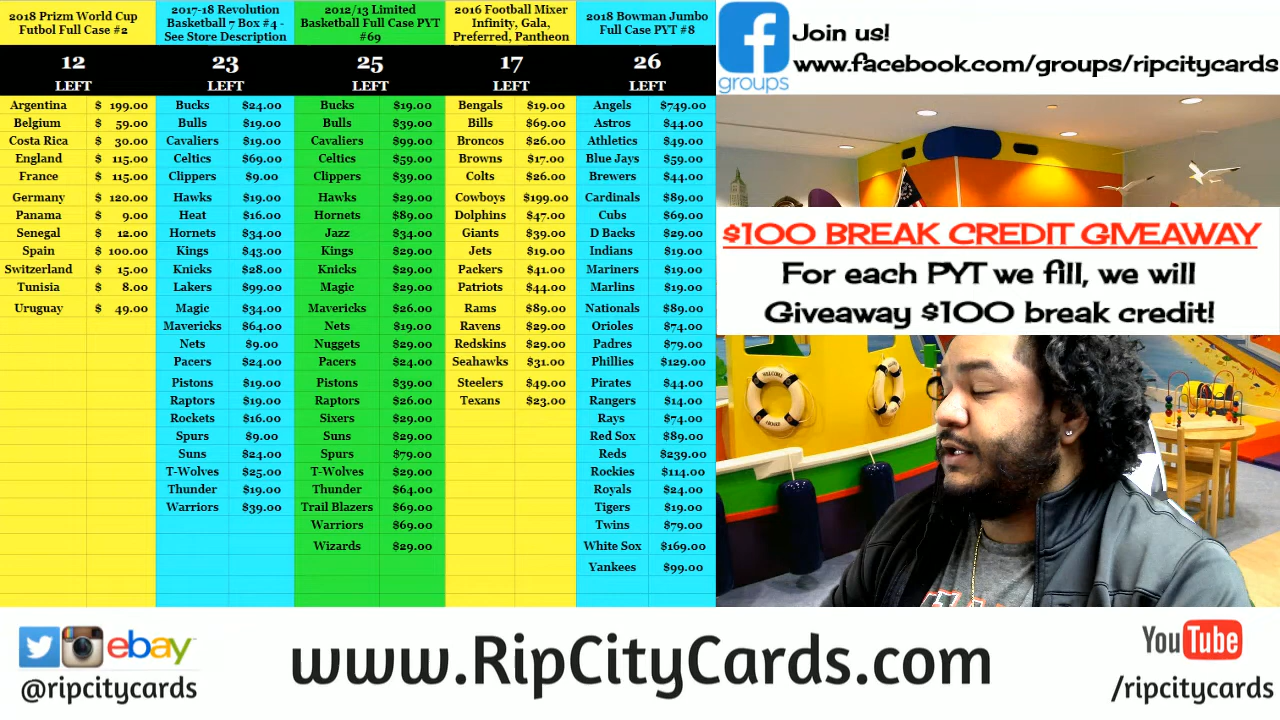 2018 Prizm World Cup
Futbol Full Case #2
12
LEFT
Argentina $ 199.00
Belgium $ 59.00
Costa Rica $ 30.00
England $ 115.00
France $ 115.00
Germany $ 120.00
Panama $ 9.00
Senegal $ 12.00
Spain $ 100.00
Switzerland $ 15.00
Tunisia $ 8.00
Uruguay $ 49.00
2017-18 Revolution
Basketball 7 Box #4 -
See Store Description
23
LEFT
Bucks $24.00
Bulls $19.00
Cavaliers $19.00
Celtics $69.00
Clippers $9.00
Hawks $19.00
Heat $16.00
Hornets $34.00
Kings $43.00
Knicks $28.00
Lakers $99.00
Magic $34.00
Mavericks $64.00
Nets $9.00
Pacers $24.00
Pistons $19.00
Raptors $19.00
Rockets $16.00
Spurs $9.00
Suns $24.00
T-Wolves $25.00
Thunder $19.00
Warriors $39.00
2012/13 Limited
Basketball Full Case PYT
#69
25
LEFT
Bucks $19.00
Bulls $39.00
Cavaliers $99.00
Celtics $59.00
Clippers $39.00
Hawks $29.00
Hornets $89.00
Jazz $34.00
Kings $29.00
Knicks $29.00
Magic $29.00
Mavericks $26.00
Nets $19.00
Nuggets $29.00
Pacers $24.00
Pistons $39.00
Raptors $26.00
Sixers $29.00
Suns $29.00
Spurs $79.00
T-Wolves $29.00
Thunder $64.00
Trail Blazers $69.00
Warriors $69.00
Wizards $29.00
2016 Football Mixer
Infinity, Gala,
Preferred, Pantheon
17
LEFT
Bengals $19.00
Bills $69.00
Broncos $26.00
Browns $17.00
Colts $26.00
Cowboys $199.00
Dolphins $47.00
Giants $39.00
Jets $19.00
Packers $41.00
Patriots $44.00
Rams $89.00
Ravens $29.00
Redskins $29.00
Seahawks $31.00
Steelers $49.00
Texans $23.00
2018 Bowman Jumbo
Full Case PYT #8
26
LEFT
Angels $749.00
Astros $44.00
Athletics $49.00
Blue Jays $59.00
Brewers $44.00
Cardinals $89.00
Cubs $69.00
D Backs $29.00
Indians $19.00
Mariners $19.00
Marlins $19.00
Nationals $89.00
Orioles $74.00
Padres $79.00
Phillies $129.00
Pirates $44.00
Rangers $14.00
Rays $74.00
Red Sox $89.00
Reds $239.00
Rockies $114.00
Royals $24.00
Tigers $19.00
Twins $79.00
White Sox $169.00
Yankees $99.00
groups
Join us!
www.facebook.com/groups/ripcitycards
$100 BREAK CREDIT GIVEAWAY
For each PYT we fill, we will
Giveaway $100 break credit!
WELCOME
ABOARD
ebay
@ripcitycards
www.RipCityCards.com
YouTube
/ripcitycards